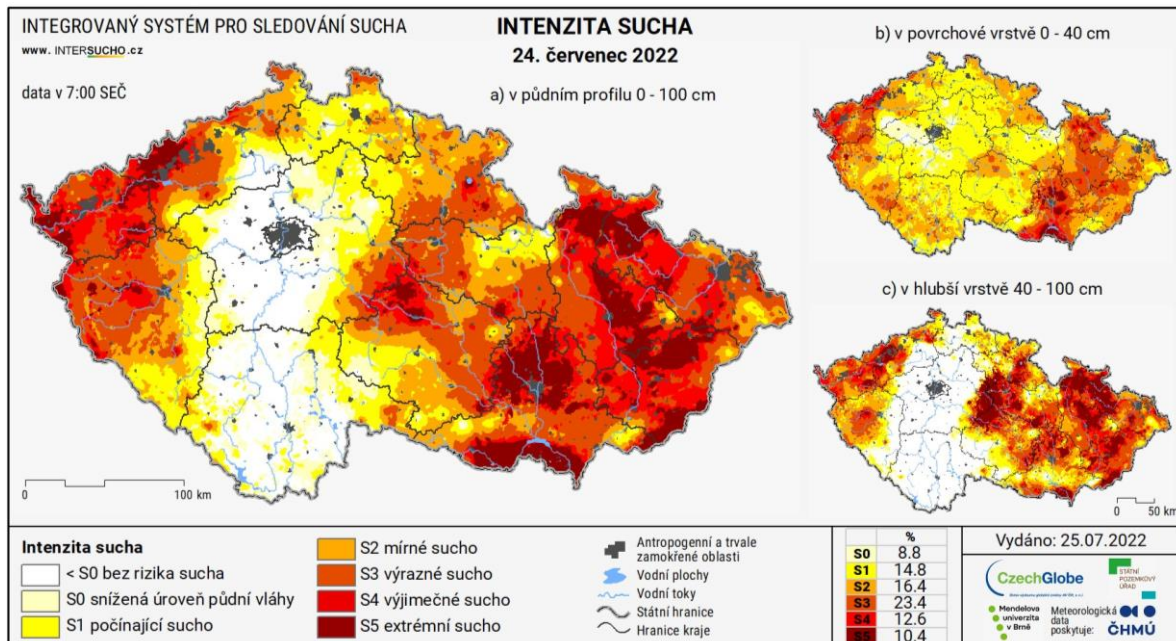 INTEGROVANÝ SYSTÉM PRO SLEDOVÁNÍ SUCHA
www. INTERSUCHO.cz
data v 7:00 SEČ
INTENZITA SUCHA
24. červenec 2022
a) v půdním profilu 0 - 100 cm
b) v povrchové vrstvě 0 - 40 cm
c) v hlubší vrstvě 40 - 100 cm
0 100 km
0 50 km
Intenzita sucha
< S0 bez rizika sucha
S0 snížená úroveň půdní vláhy
S1 počínající sucho
S2 mírné sucho
S3 výrazné sucho
S4 výjimečné sucho
S5 extrémní sucho
Antropogenní a trvale
zamokřené oblasti
Vodní plochy
Vodní toky
Státní hranice
Hranice kraje
%
S0 8.8
S1 14.8
S2 16.4
S3 23.4
S4 12.6
S5 10.4
Vydáno: 25.07.2022
CzechGlobe
STÁTNÍ
POZEMKOVÝ
ÚŘAD
Mendelova
univerzita
v Brně
Meteorologická
data
poskytuje:
ČHMÚ